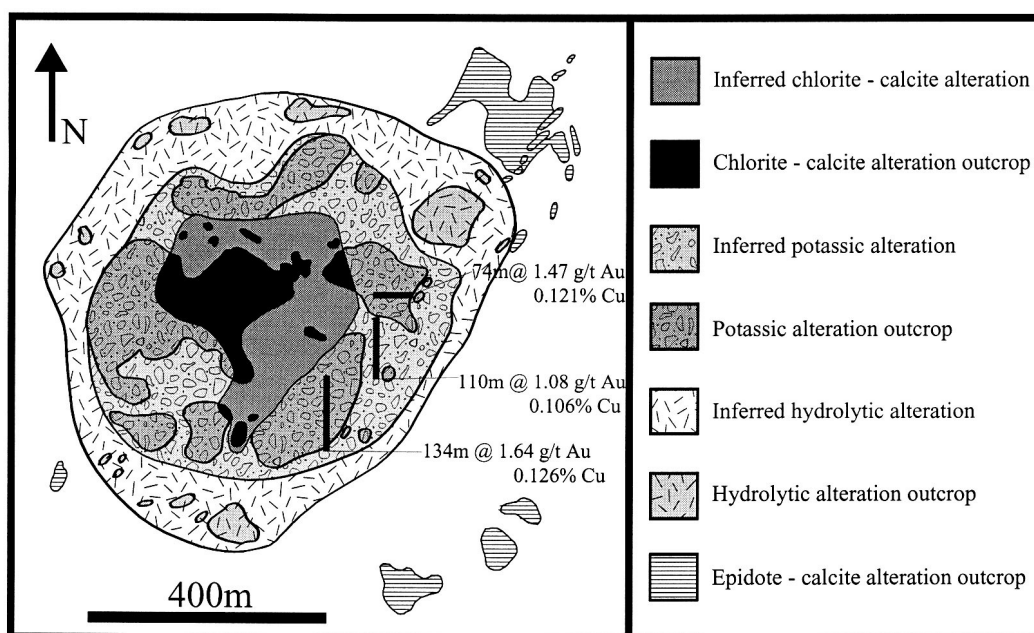 N
74m@ 1.47 g/t Au
0.121% Cu
110m @ 1.08 g/t Au
0.106% Cu
134m @ 1.64 g/t Au
0.126% Cu
400m
Inferred chlorite - calcite alteration
Chlorite - calcite alteration outcrop
Inferred potassic alteration
Potassic alteration outcrop
Inferred hydrolytic alteration
Hydrolytic alteration outcrop
Epidote - calcite alteration outcrop